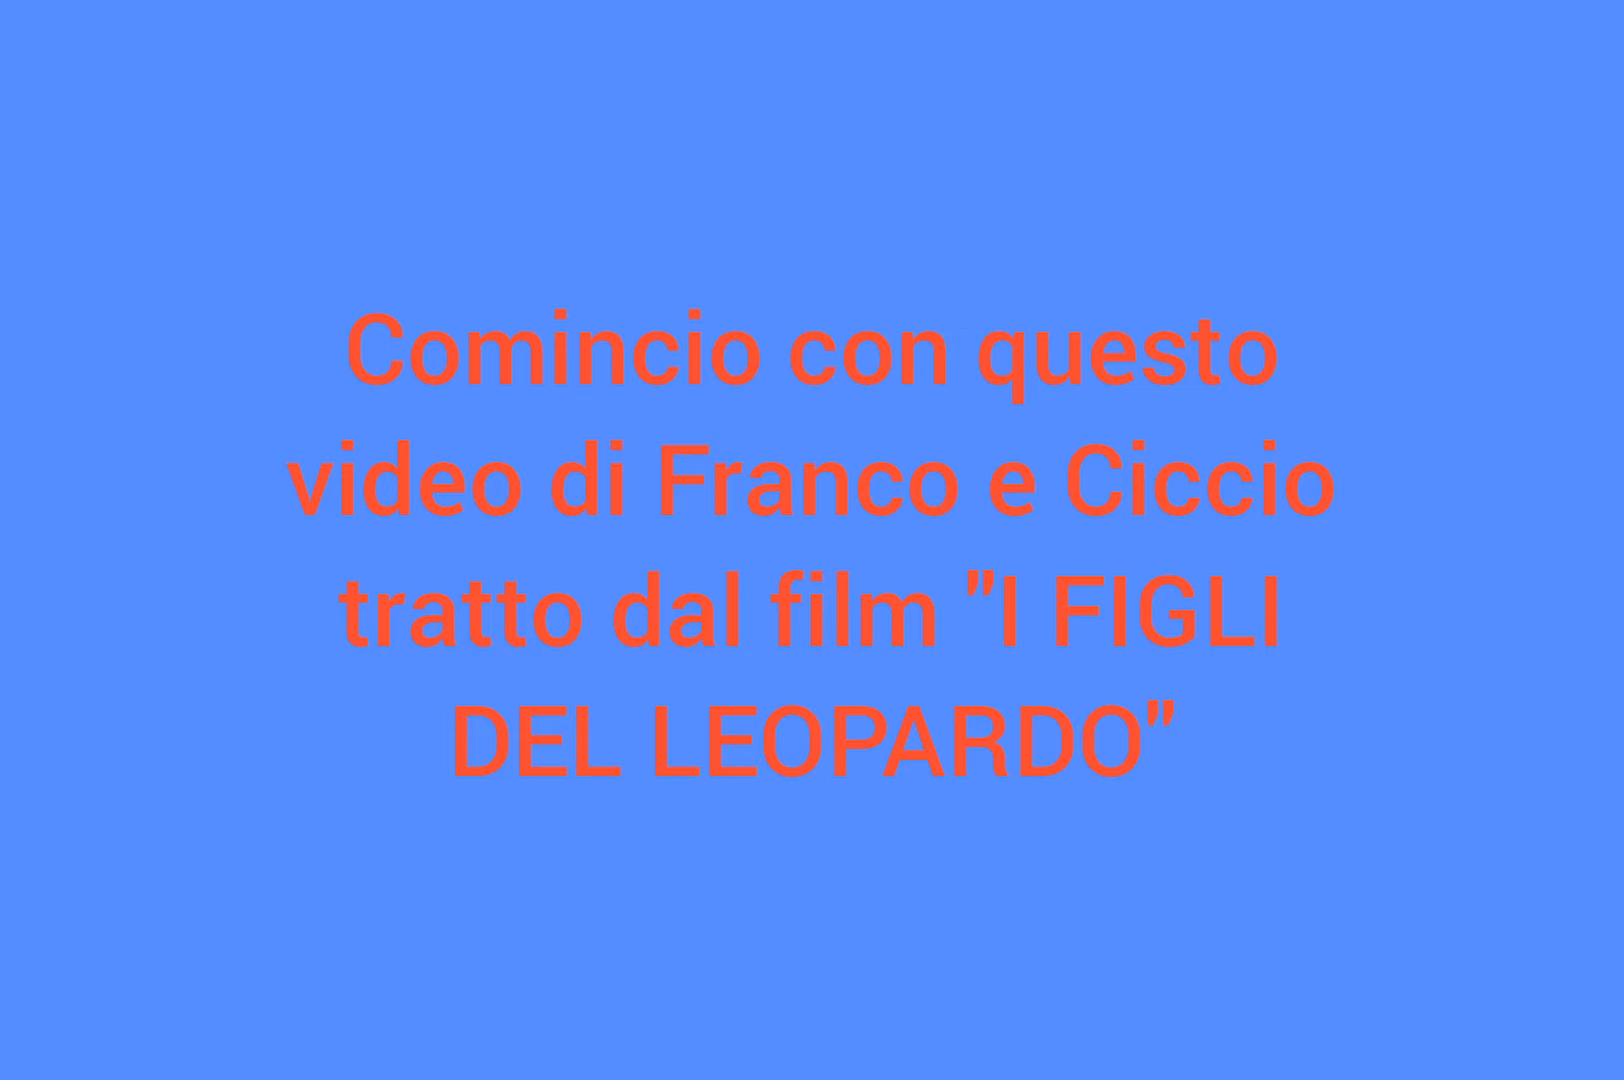 Comincio con questo
video di Franco e Ciccio
tratto dal film "I FIGLI
DEL LEOPARDO"